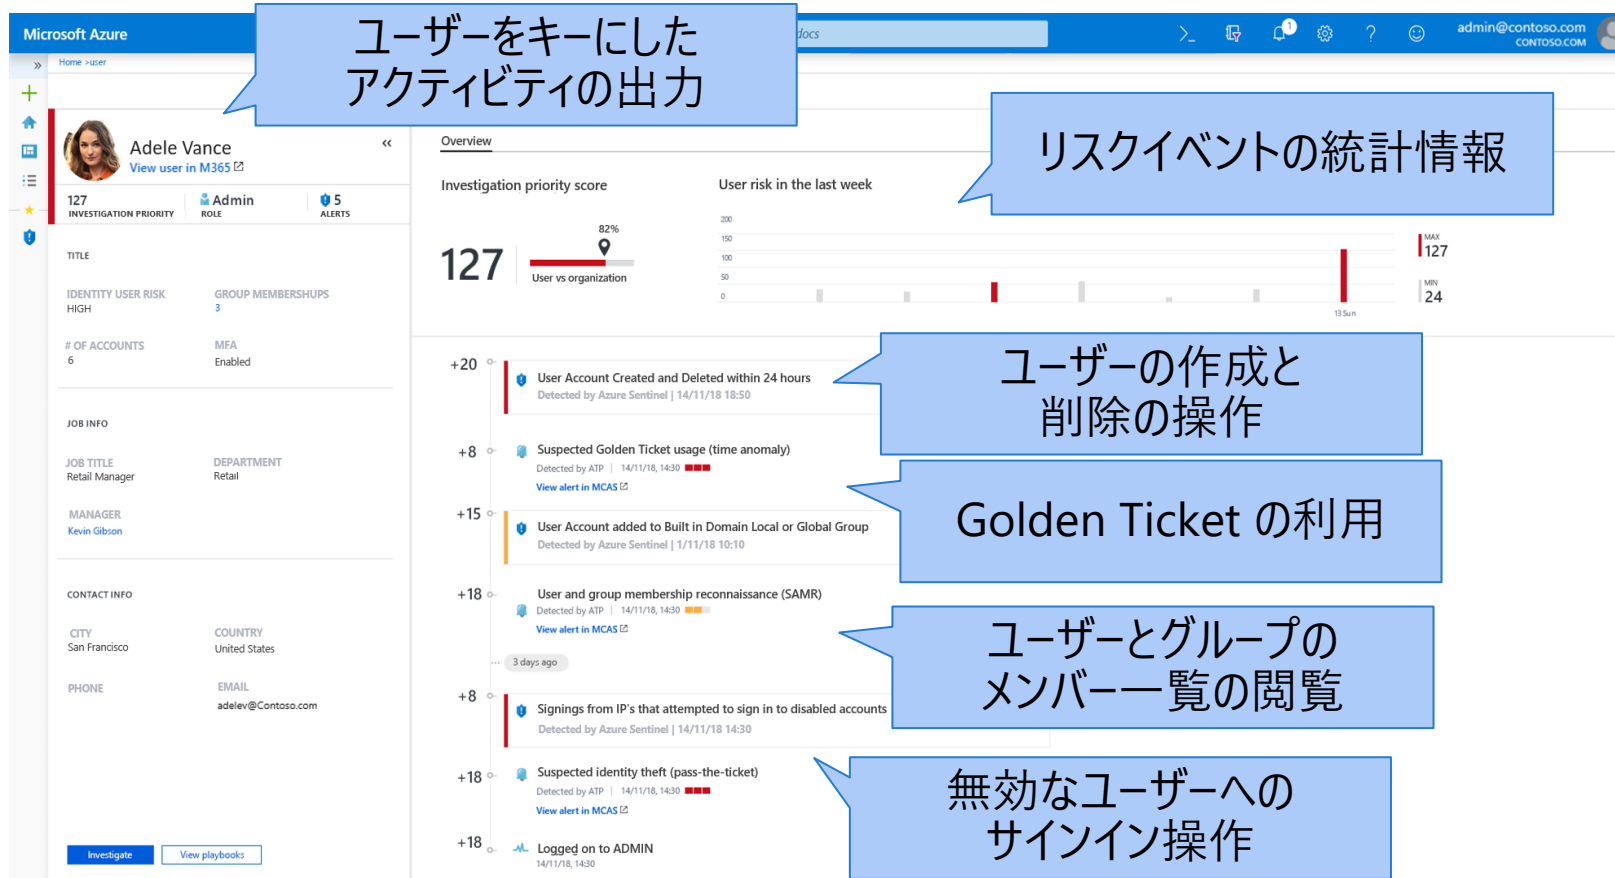 Microsoft Azure
docs
1
admin@contoso.com
CONTOSO.COM
ユーザーをキーにした
アクティビティの出力
Home >user
リスクイベントの統計情報
Adele Vance
View user in M365
127
INVESTIGATION PRIORITY
Admin
ROLE
5
ALERTS
TITLE
IDENTITY USER RISK
HIGH
GROUP MEMBERSHUPS
3
# OF ACCOUNTS
6
MFA
Enabled
JOB INFO
JOB TITLE
Retail Manager
DEPARTMENT
Retail
MANAGER
Kevin Gibson
CONTACT INFO
CITY
San Francisco
COUNTRY
United States
PHONE
EMAIL
adelev@Contoso.com
Investigate
View playbooks
Overview
Investigation priority score
127
82%
User vs organization
User risk in the last week
200
150
100
50
0
13 Sun
MAX
127
MIN
24
+20
User Account Created and Deleted within 24 hours
Detected by Azure Sentinel | 14/11/18 18:50
ユーザーの作成と
削除の操作
+8
Suspected Golden Ticket usage (time anomaly)
Detected by ATP | 14/11/18, 14:30
View alert in MCAS
Golden Ticket の利用
+15
User Account added to Built in Domain Local or Global Group
Detected by Azure Sentinel | 1/11/18 10:10
+18
User and group membership reconnaissance (SAMR)
Detected by ATP | 14/11/18, 14:30
View alert in MCAS
ユーザーとグループの
メンバー一覧の閲覧
3 days ago
+8
Signings from IP's that attempted to sign in to disabled accounts
Detected by Azure Sentinel | 14/11/18 14:30
無効なユーザーへの
サインイン操作
+18
Suspected identity theft (pass-the-ticket)
Detected by ATP | 14/11/18, 14:30
View alert in MCAS
+18
Logged on to ADMIN
14/11/18, 14:30